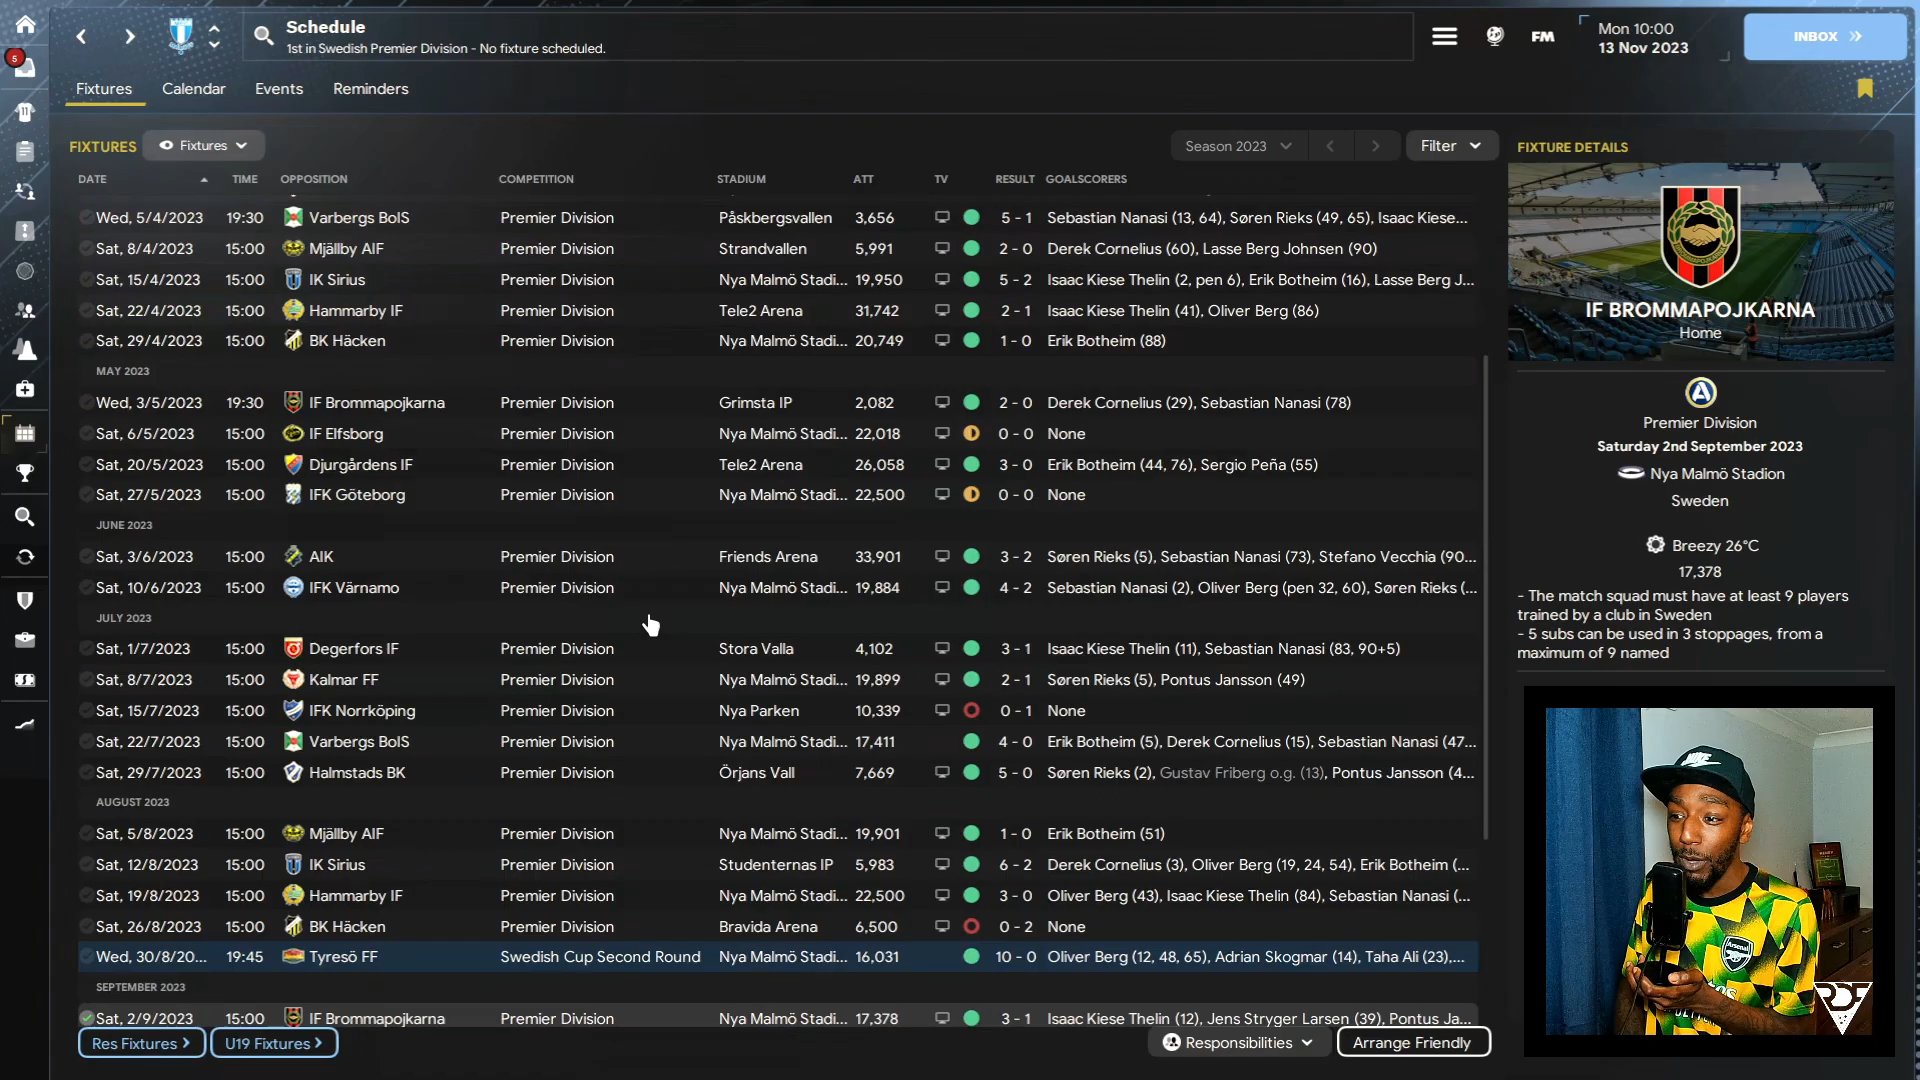 5
Schedule
1st in Swedish Premier Division - No fixture scheduled.
FM
Mon 10:00
13 Nov 2023
INBOX
Fixtures Calendar Events Reminders
FIXTURES Fixtures Season 2023 Filter
DATE TIME OPPOSITION COMPETITION STADIUM ATT TV RESULT GOALSCORERS
Wed, 5/4/2023 19:30 Varbergs BoIS Premier Division Påskbergsvallen 3,656 5 - 1 Sebastian Nanasi (13, 64), Søren Rieks (49, 65), Isaac Kiese...
Sat, 8/4/2023 15:00 Mjällby AIF Premier Division Strandvallen 5,991 2 - 0 Derek Cornelius (60), Lasse Berg Johnsen (90)
Sat, 15/4/2023 15:00 IK Sirius Premier Division Nya Malmö Stadi... 19,950 5 - 2 Isaac Kiese Thelin (2, pen 6), Erik Botheim (16), Lasse Berg J...
Sat, 22/4/2023 15:00 Hammarby IF Premier Division Tele2 Arena 31,742 2 - 1 Isaac Kiese Thelin (41), Oliver Berg (86)
Sat, 29/4/2023 15:00 BK Häcken Premier Division Nya Malmö Stadi... 20,749 1 - 0 Erik Botheim (88)
MAY 2023
Wed, 3/5/2023 19:30 IF Brommapojkarna Premier Division Grimsta IP 2,082 2 - 0 Derek Cornelius (29), Sebastian Nanasi (78)
Sat, 6/5/2023 15:00 IF Elfsborg Premier Division Nya Malmö Stadi... 22,018 0 - 0 None
Sat, 20/5/2023 15:00 Djurgårdens IF Premier Division Tele2 Arena 26,058 3 - 0 Erik Botheim (44, 76), Sergio Peña (55)
Sat, 27/5/2023 15:00 IFK Göteborg Premier Division Nya Malmö Stadi... 22,500 0 - 0 None
JUNE 2023
Sat, 3/6/2023 15:00 AIK Premier Division Friends Arena 33,901 3 - 2 Søren Rieks (5), Sebastian Nanasi (73), Stefano Vecchia (90...
Sat, 10/6/2023 15:00 IFK Värnamo Premier Division Nya Malmö Stadi... 19,884 4 - 2 Sebastian Nanasi (2), Oliver Berg (pen 32, 60), Søren Rieks (...
JULY 2023
Sat, 1/7/2023 15:00 Degerfors IF Premier Division Stora Valla 4,102 3 - 1 Isaac Kiese Thelin (11), Sebastian Nanasi (83, 90+5)
Sat, 8/7/2023 15:00 Kalmar FF Premier Division Nya Malmö Stadi... 19,899 2 - 1 Søren Rieks (5), Pontus Jansson (49)
Sat, 15/7/2023 15:00 IFK Norrköping Premier Division Nya Parken 10,339 0 - 1 None
Sat, 22/7/2023 15:00 Varbergs BoIS Premier Division Nya Malmö Stadi... 17,411 4 - 0 Erik Botheim (5), Derek Cornelius (15), Sebastian Nanasi (47...
Sat, 29/7/2023 15:00 Halmstads BK Premier Division Örjans Vall 7,669 5 - 0 Søren Rieks (2), Gustav Friberg o.g. (13), Pontus Jansson (4...
AUGUST 2023
Sat, 5/8/2023 15:00 Mjällby AIF Premier Division Nya Malmö Stadi... 19,901 1 - 0 Erik Botheim (51)
Sat, 12/8/2023 15:00 IK Sirius Premier Division Studenternas IP 5,983 6 - 2 Derek Cornelius (3), Oliver Berg (19, 24, 54), Erik Botheim (...
Sat, 19/8/2023 15:00 Hammarby IF Premier Division Nya Malmö Stadi... 22,500 3 - 0 Oliver Berg (43), Isaac Kiese Thelin (84), Sebastian Nanasi (...
Sat, 26/8/2023 15:00 BK Häcken Premier Division Bravida Arena 6,500 0 - 2 None
Wed, 30/8/20... 19:45 Tyresö FF Swedish Cup Second Round Nya Malmö Stadi... 16,031 10 - 0 Oliver Berg (12, 48, 65), Adrian Skogmar (14), Taha Ali (23),...
SEPTEMBER 2023
Sat, 2/9/2023 15:00 IF Brommapojkarna Premier Division Nya Malmö Stadi... 17,378 3 - 1 Isaac Kiese Thelin (12), Jens Stryger Larsen (39), Pontus Ja...
Res Fixtures U19 Fixtures Responsibilities Arrange Friendly
FIXTURE DETAILS
IF BROMMAPOJKARNA
Home
Premier Division
Saturday 2nd September 2023
Nya Malmö Stadion
Sweden
Breezy 26°C
17,378
- The match squad must have at least 9 players
trained by a club in Sweden
- 5 subs can be used in 3 stoppages, from a
maximum of 9 named
Arsenal
RDF